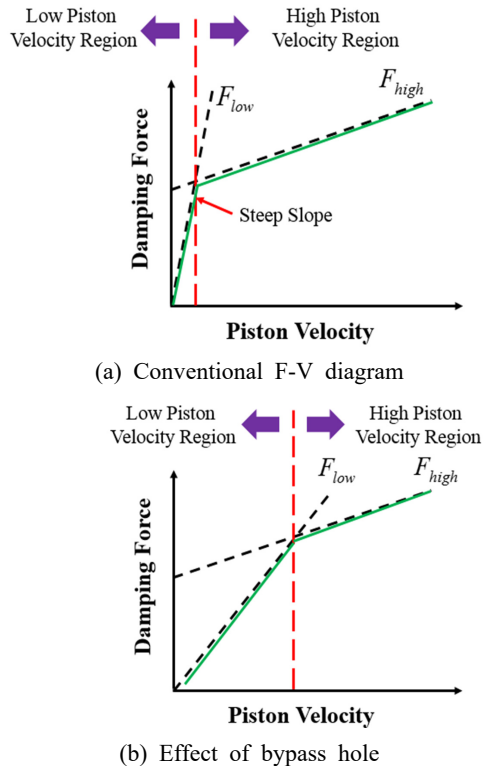 Low Piston
Velocity Region
High Piston
Velocity Region
F_low
F_high
Steep Slope
Damping Force
Piston Velocity
(a) Conventional F-V diagram
Low Piston
Velocity Region
High Piston
Velocity Region
F_low
F_high
Damping Force
Piston Velocity
(b) Effect of bypass hole